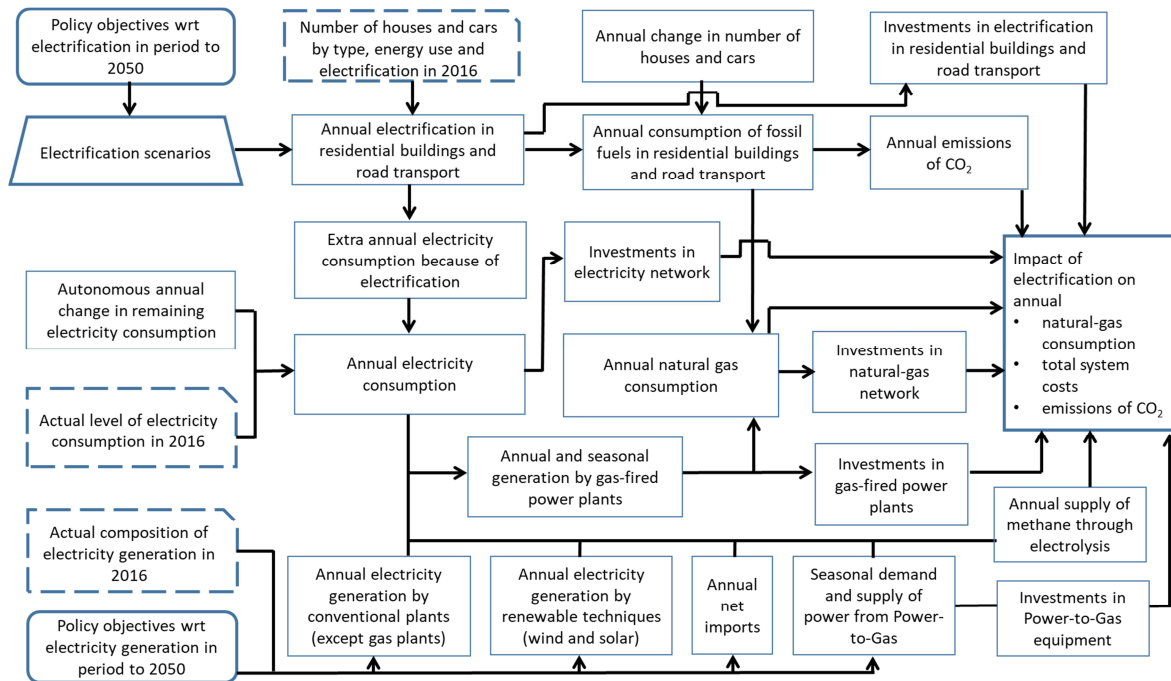 Policy objectives wrt
electrification in period to
2050
Number of houses and cars
by type, energy use and
electrification in 2016
Annual change in number of
houses and cars
Investments in electrification
in residential buildings and
road transport
Electrification scenarios
Annual electrification in
residential buildings and
road transport
Annual consumption of fossil
fuels in residential buildings
and road transport
Annual emissions
of CO₂
Extra annual electricity
consumption because of
electrification
Investments in
electricity network
Impact of
electrification on
annual
• natural-gas
consumption
• total system
costs
• emissions of CO₂
Autonomous annual
change in remaining
electricity consumption
Annual electricity
consumption
Annual natural gas
consumption
Investments in
natural-gas
network
Actual level of electricity
consumption in 2016
Annual and seasonal
generation by gas-fired
power plants
Investments in
gas-fired power
plants
Annual supply of
methane through
electrolysis
Actual composition of
electricity generation in
2016
Annual electricity
generation by
conventional plants
(except gas plants)
Annual electricity
generation by
renewable techniques
(wind and solar)
Annual
net
imports
Seasonal demand
and supply of
power from Power-
to-Gas
Investments in
Power-to-Gas
equipment
Policy objectives wrt
electricity generation in
period to 2050